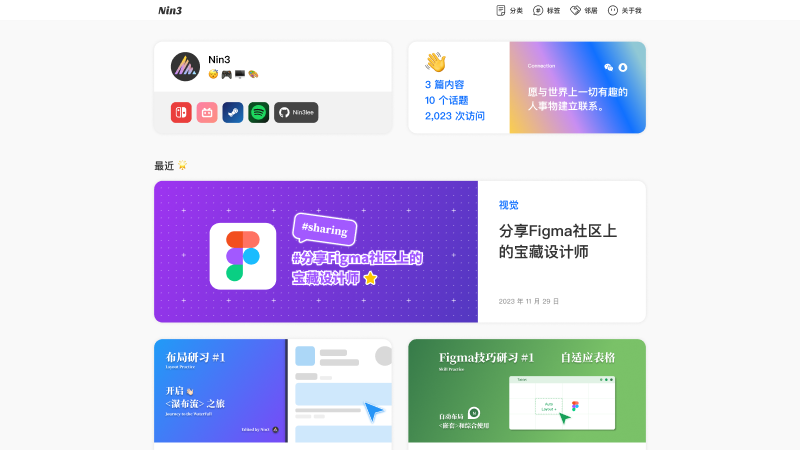 Nin3
分类
标签
邻居
关于我
Nin3
Nin3lee
3 篇内容
10 个话题
2,023 次访问
Connection
愿与世界上一切有趣的
人事物建立联系。
最近
#sharing
#分享Figma社区上的
宝藏设计师
视觉
分享Figma社区上
的宝藏设计师
2023 年 11 月 29 日
布局研习 #1
Layout Practice
开启
<瀑布流> 之旅
Journey to the Waterfall
Edited by Nin3
Figma技巧研习 #1
自适应表格
Skill Practice
Auto
Layout +
自动布局
<嵌套>和综合使用